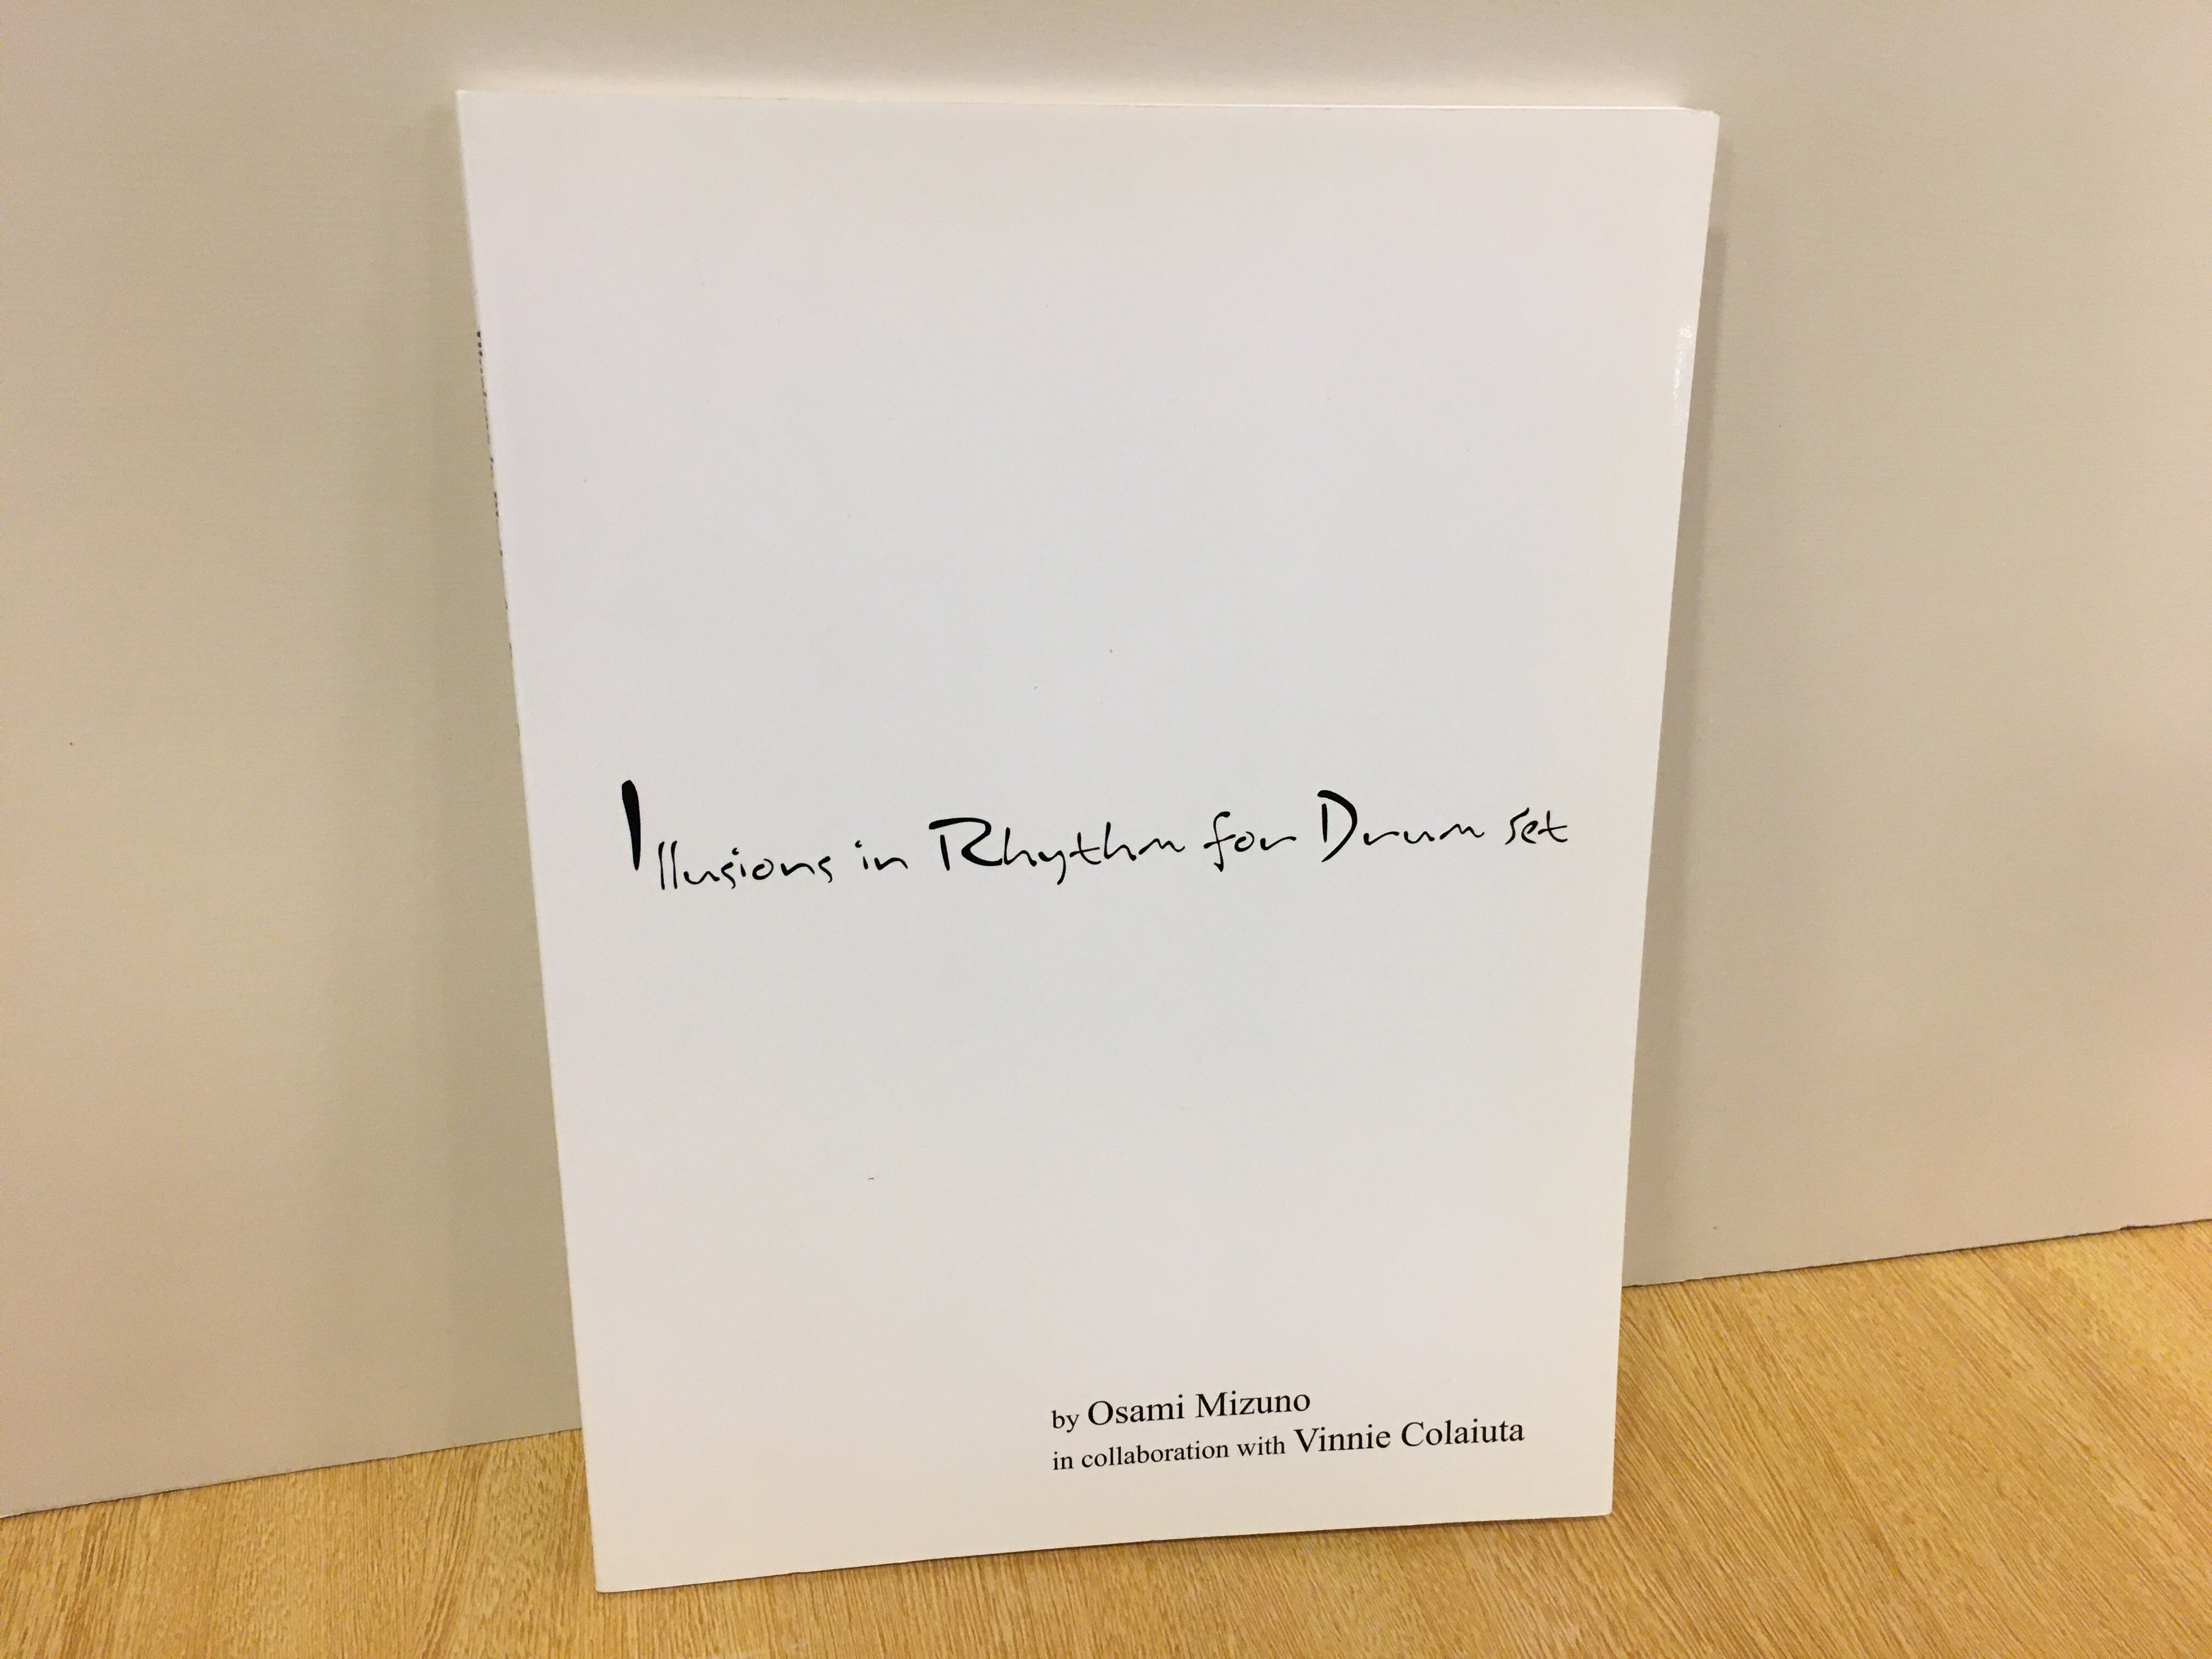 Illusions in Rhythm for Drum set
by Osami Mizuno
in collaboration with Vinnie Colaiuta